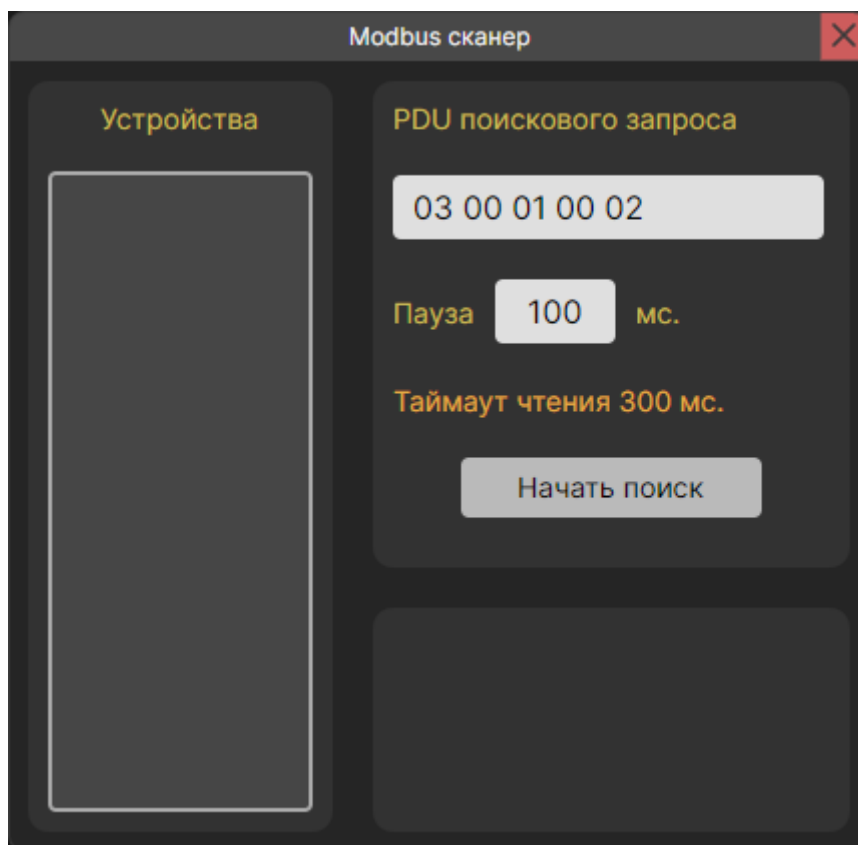 Modbus сканер
Устройства
PDU поискового запроса
03 00 01 00 02
Пауза 100 мс.
Таймаут чтения 300 мс.
Начать поиск